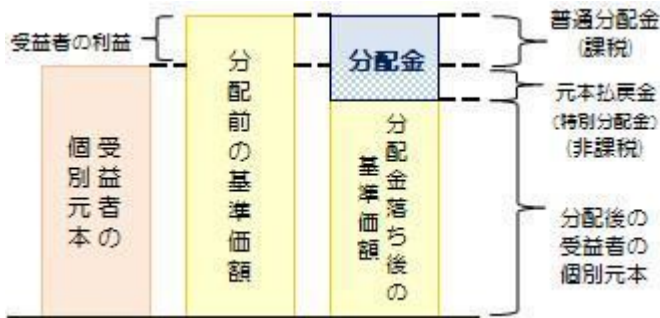 受益者の利益
受益者の
個別元本
分配前の基準価額
分配金
分配金落ち後の
基準価額
普通分配金
(課税)
元本払戻金
(特別分配金)
(非課税)
分配後の
受益者の
個別元本